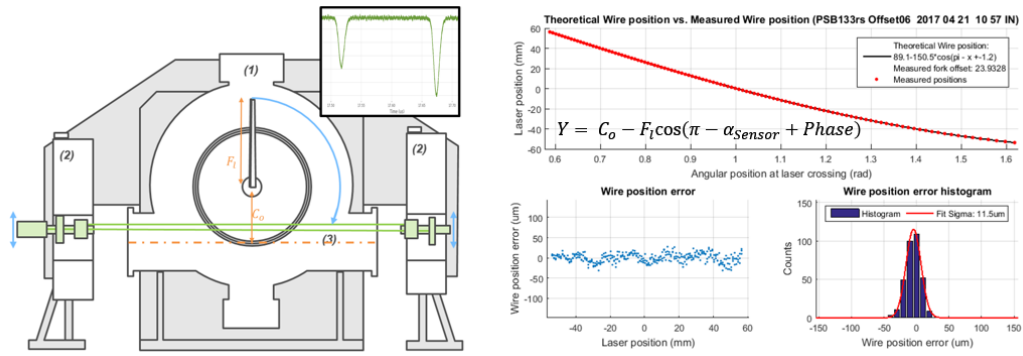 (1)
(2)
(2)
F_l
C_o
(3)
Theoretical Wire position vs. Measured Wire position (PSB133rs Offset06 2017 04 21 10 57 IN)
Laser position (mm)
60
40
20
0
-20
-40
-60
Theoretical Wire position:
89.1-150.5*cos(pi - x +-1.2)
Measured fork offset: 23.9328
Measured positions
Y = C_o − F_l cos(π − α_Sensor + Phase)
0.6 0.7 0.8 0.9 1 1.1 1.2 1.3 1.4 1.5 1.6
Angular position at laser crossing (rad)
Wire position error
Wire position error (um)
100
50
0
-50
-100
-40 -20 0 20 40 60
Laser position (mm)
Wire position error histogram
Histogram Fit Sigma: 11.5um
Counts
150
100
50
0
-150 -100 -50 0 50 100 150
Wire position error (um)